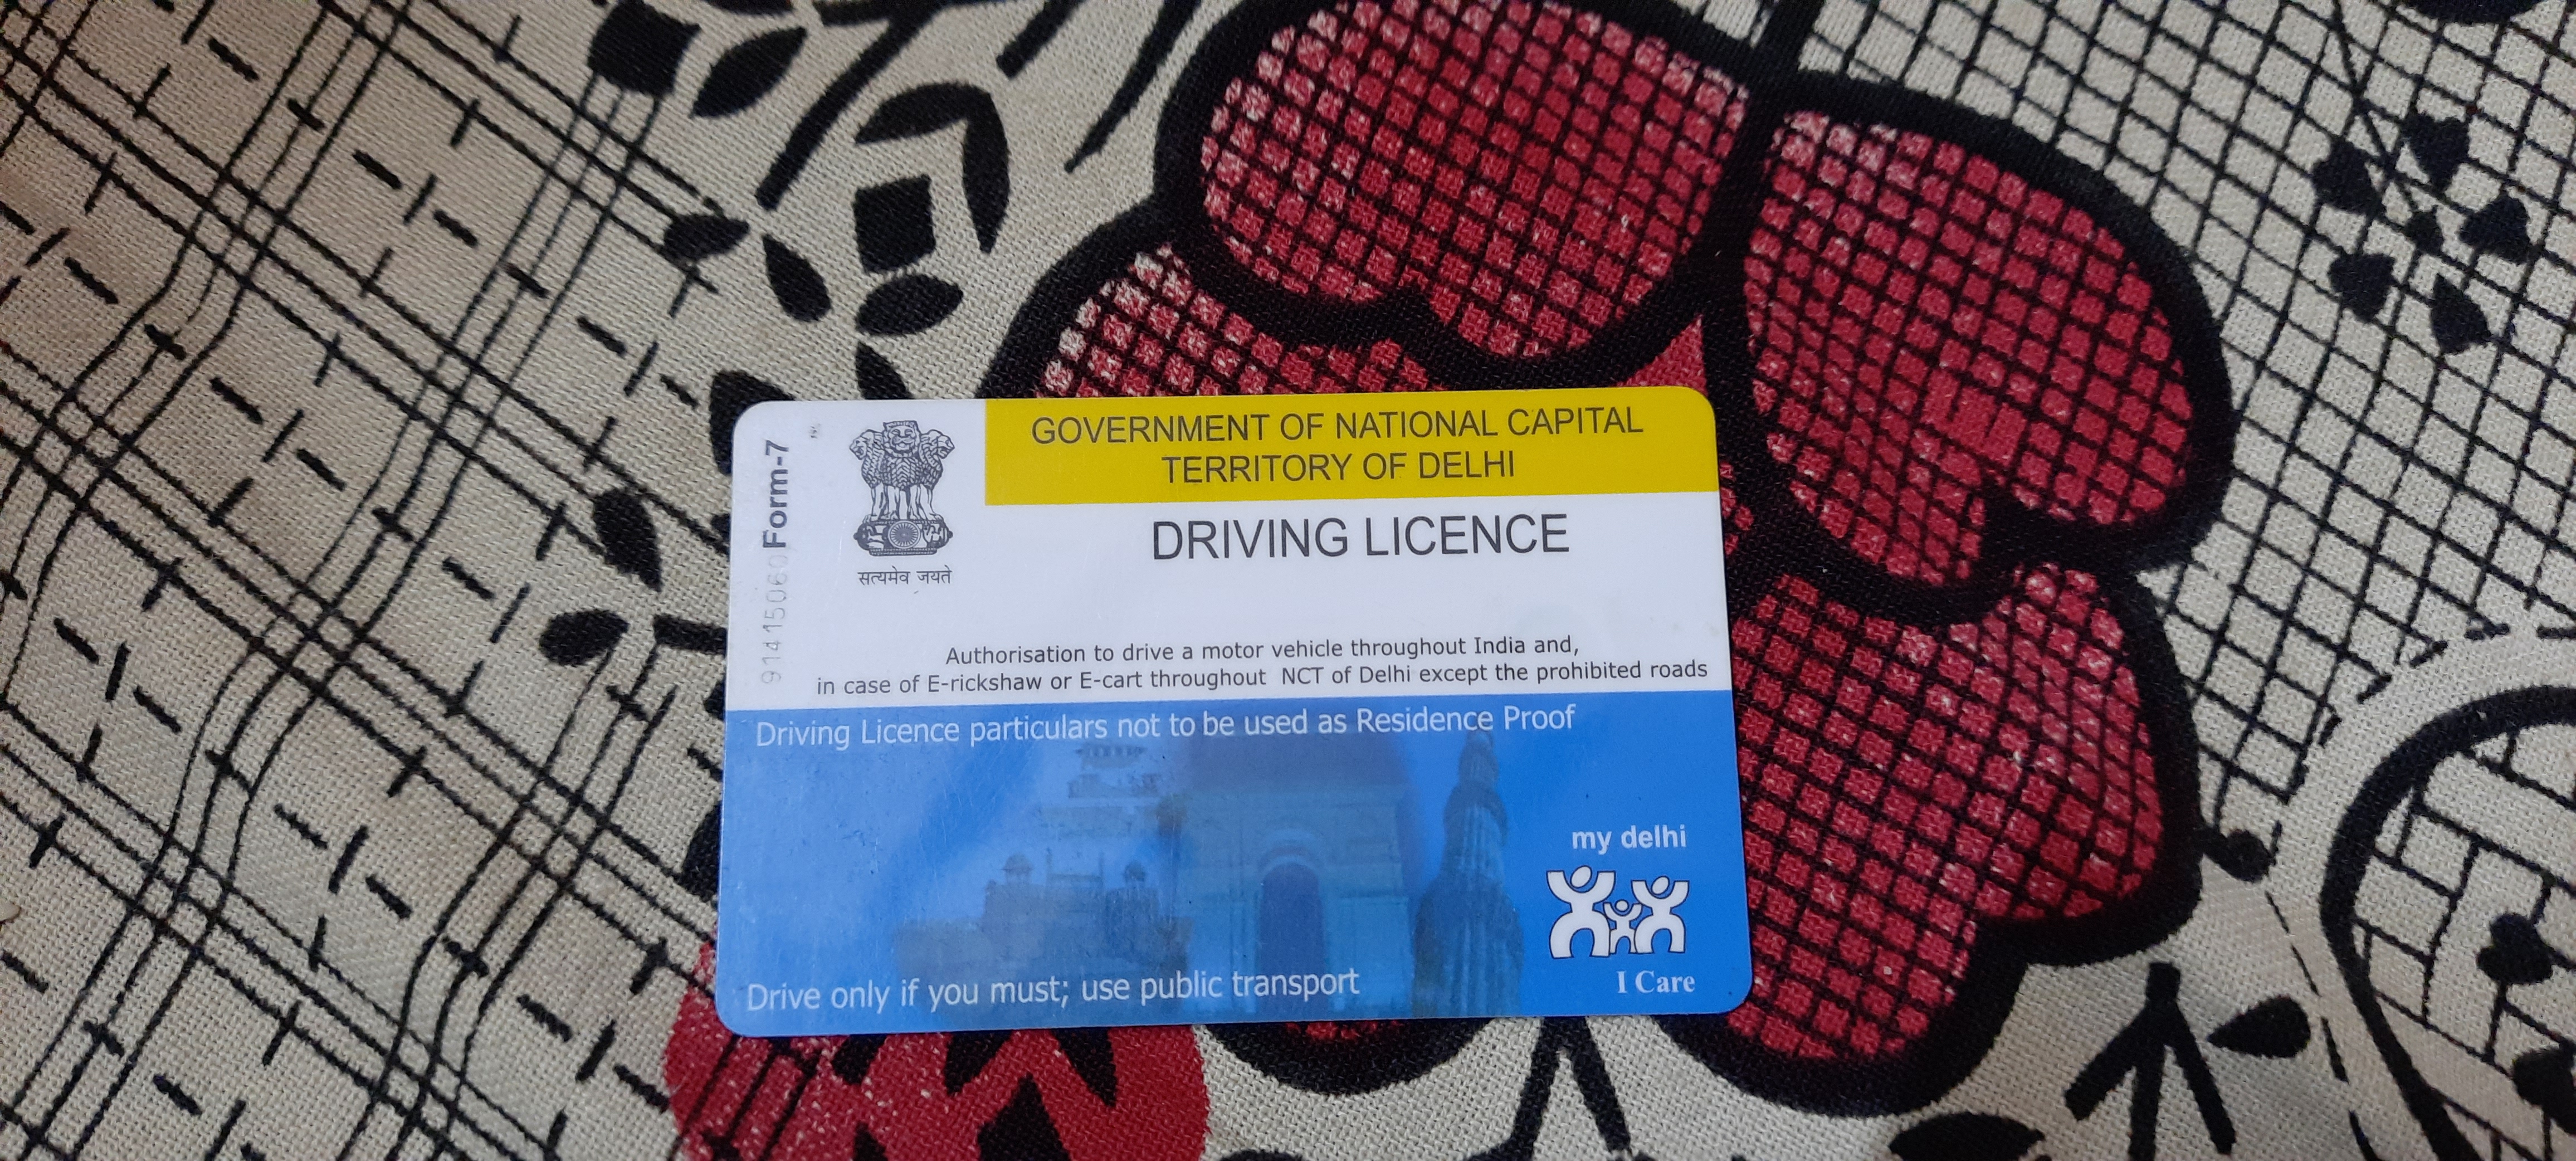 Form-7
GOVERNMENT OF NATIONAL CAPITAL
TERRITORY OF DELHI
सत्यमेव जयते
DRIVING LICENCE
Authorisation to drive a motor vehicle throughout India and,
in case of E-rickshaw or E-cart throughout NCT of Delhi except the prohibited roads
Driving Licence particulars not to be used as Residence Proof
my delhi
I Care
Drive only if you must; use public transport